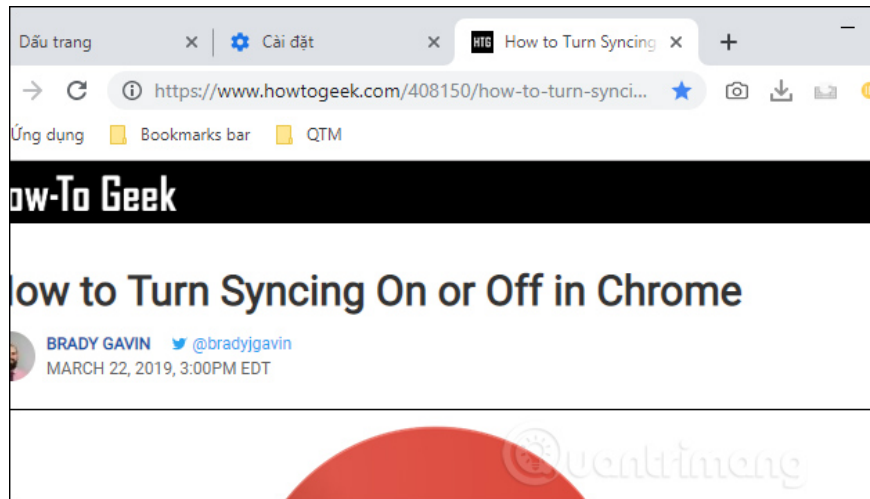 Dấu trang Cài đặt HTG How to Turn Syncing
https://www.howtogeek.com/408150/how-to-turn-synci...
Ứng dụng Bookmarks bar QTM
ow-To Geek
ow to Turn Syncing On or Off in Chrome
BRADY GAVIN @bradyjgavin
MARCH 22, 2019, 3:00PM EDT
Quantrimang